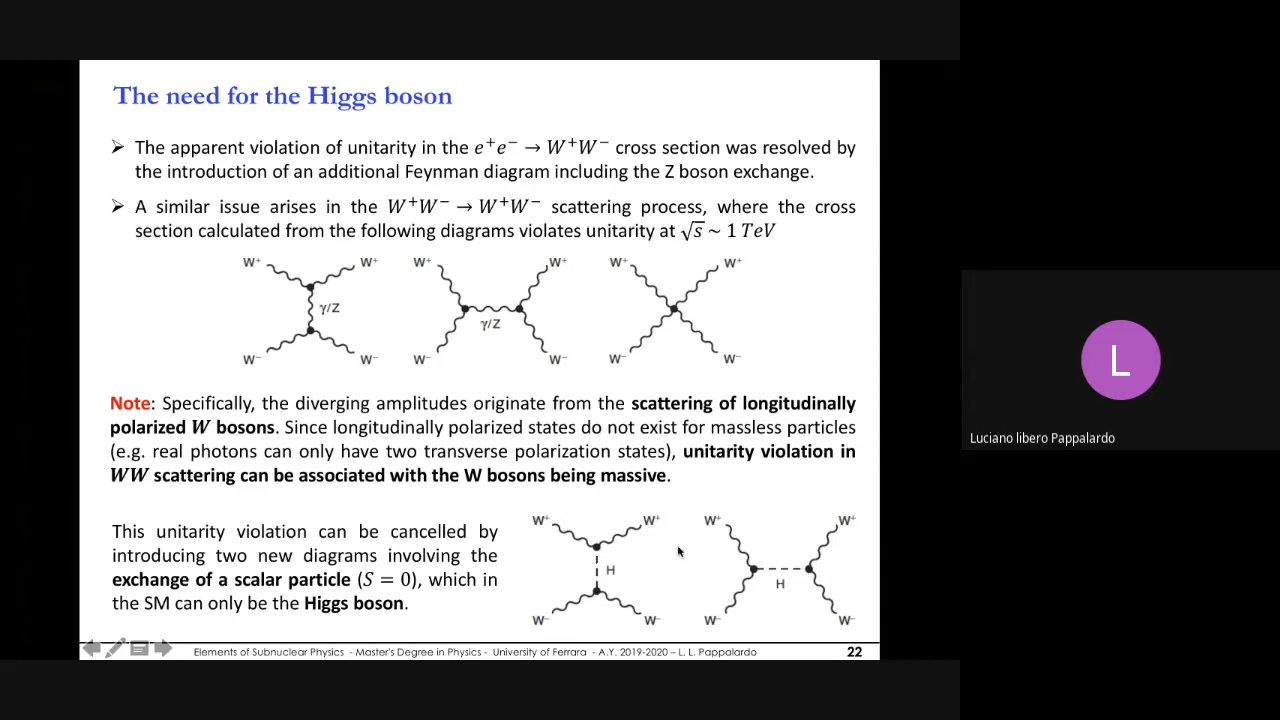 The need for the Higgs boson
➢ The apparent violation of unitarity in the e⁺e⁻ → W⁺W⁻ cross section was resolved by
the introduction of an additional Feynman diagram including the Z boson exchange.
➢ A similar issue arises in the W⁺W⁻ → W⁺W⁻ scattering process, where the cross
section calculated from the following diagrams violates unitarity at √s ~ 1 TeV
W⁺ W⁺ W⁺ W⁺ W⁺ W⁺
γ/Z
γ/Z
W⁻ W⁻ W⁻ W⁻ W⁻ W⁻
Note: Specifically, the diverging amplitudes originate from the scattering of longitudinally
polarized W bosons. Since longitudinally polarized states do not exist for massless particles
(e.g. real photons can only have two transverse polarization states), unitarity violation in
WW scattering can be associated with the W bosons being massive.
This unitarity violation can be cancelled by
introducing two new diagrams involving the
exchange of a scalar particle (S = 0), which in
the SM can only be the Higgs boson.
W⁺ W⁺ W⁺ W⁺
H
H
W⁻ W⁻ W⁻ W⁻
Elements of Subnuclear Physics - Master's Degree in Physics - University of Ferrara - A.Y. 2019-2020 – L. L. Pappalardo
22
L
Luciano libero Pappalardo